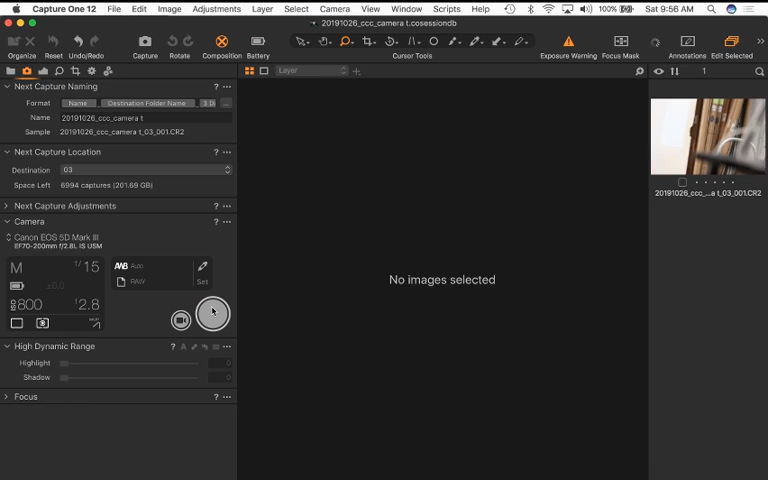 Capture One 12 File Edit Image Adjustments Layer Select Camera View Window Scripts Help 100% Sat 9:56 AM
20191026_ccc_camera t.cosessiondb
Organize Reset Undo/Redo Capture Rotate Composition Battery Cursor Tools Exposure Warning Focus Mask Annotations Edit Selected
Layer
1
Next Capture Naming
Format Name Destination Folder Name 3 Di ...
Name 20191026_ccc_camera t
Sample 20191026_ccc_camera t_03_001.CR2
Next Capture Location
Destination 03
Space Left 6994 captures (201.69 GB)
Next Capture Adjustments
Camera
Canon EOS 5D Mark III
EF70-200mm f/2.8L IS USM
M 1/15
AWB Auto
±0.0
RAW Set
ISO 800 f 2.8
High Dynamic Range
Highlight 0
Shadow 0
Focus
No images selected
20191026_ccc_...a t_03_001.CR2